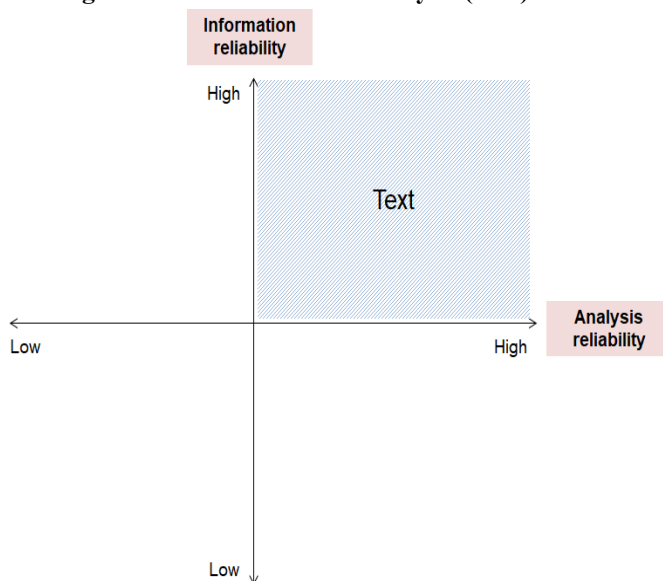 Information
reliability
High
Text
Analysis
reliability
Low
High
Low